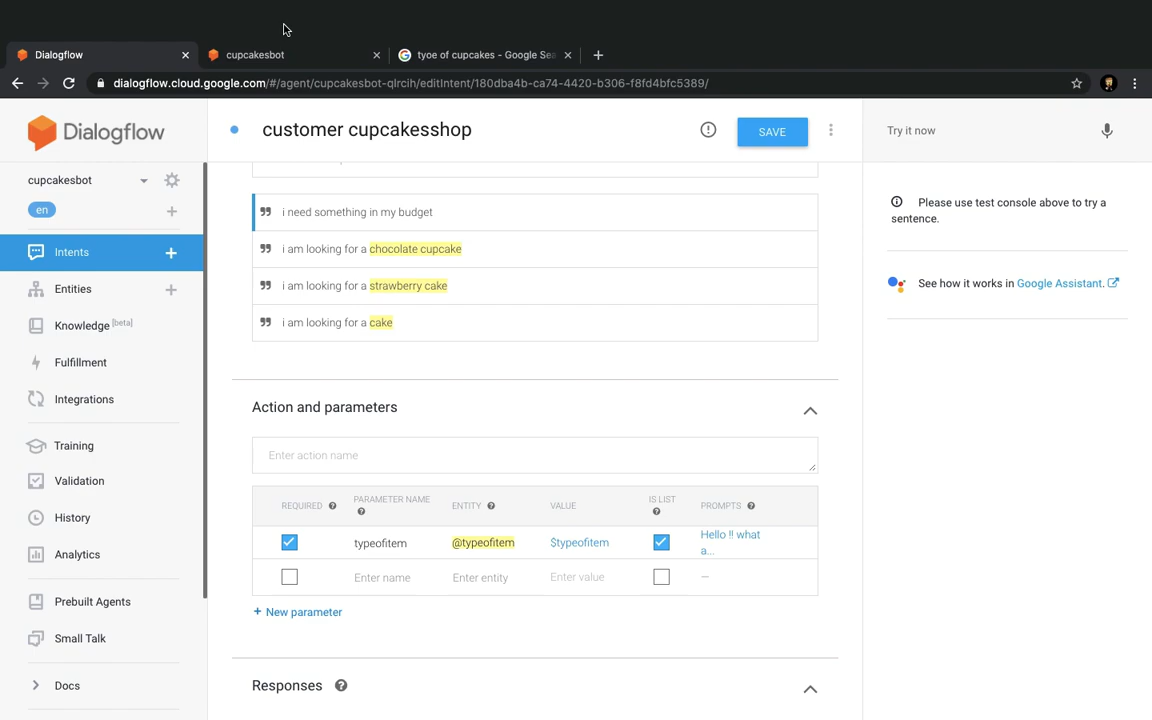 Dialogflow
cupcakesbot
tyoe of cupcakes - Google Sea
dialogflow.cloud.google.com/#/agent/cupcakesbot-qlrcih/editIntent/180dba4b-ca74-4420-b306-f8fd4bfc5389/
Dialogflow
customer cupcakesshop
SAVE
Try it now
cupcakesbot
en
Intents
Entities
Knowledge [beta]
Fulfillment
Integrations
Training
Validation
History
Analytics
Prebuilt Agents
Small Talk
Docs
i need something in my budget
i am looking for a chocolate cupcake
i am looking for a strawberry cake
i am looking for a cake
Action and parameters
Enter action name
REQUIRED
PARAMETER NAME
ENTITY
VALUE
IS LIST
PROMPTS
typeofitem
@typeofitem
$typeofitem
Hello !! what
a...
Enter name
Enter entity
Enter value
—
+ New parameter
Responses
Please use test console above to try a
sentence.
See how it works in Google Assistant.